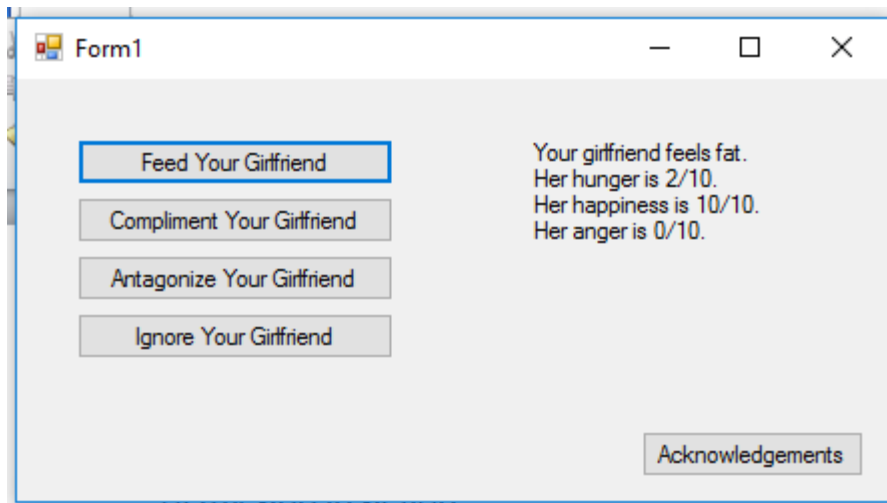 Form1
Feed Your Girlfriend
Compliment Your Girlfriend
Antagonize Your Girlfriend
Ignore Your Girlfriend
Your girlfriend feels fat.
Her hunger is 2/10.
Her happiness is 10/10.
Her anger is 0/10.
Acknowledgements